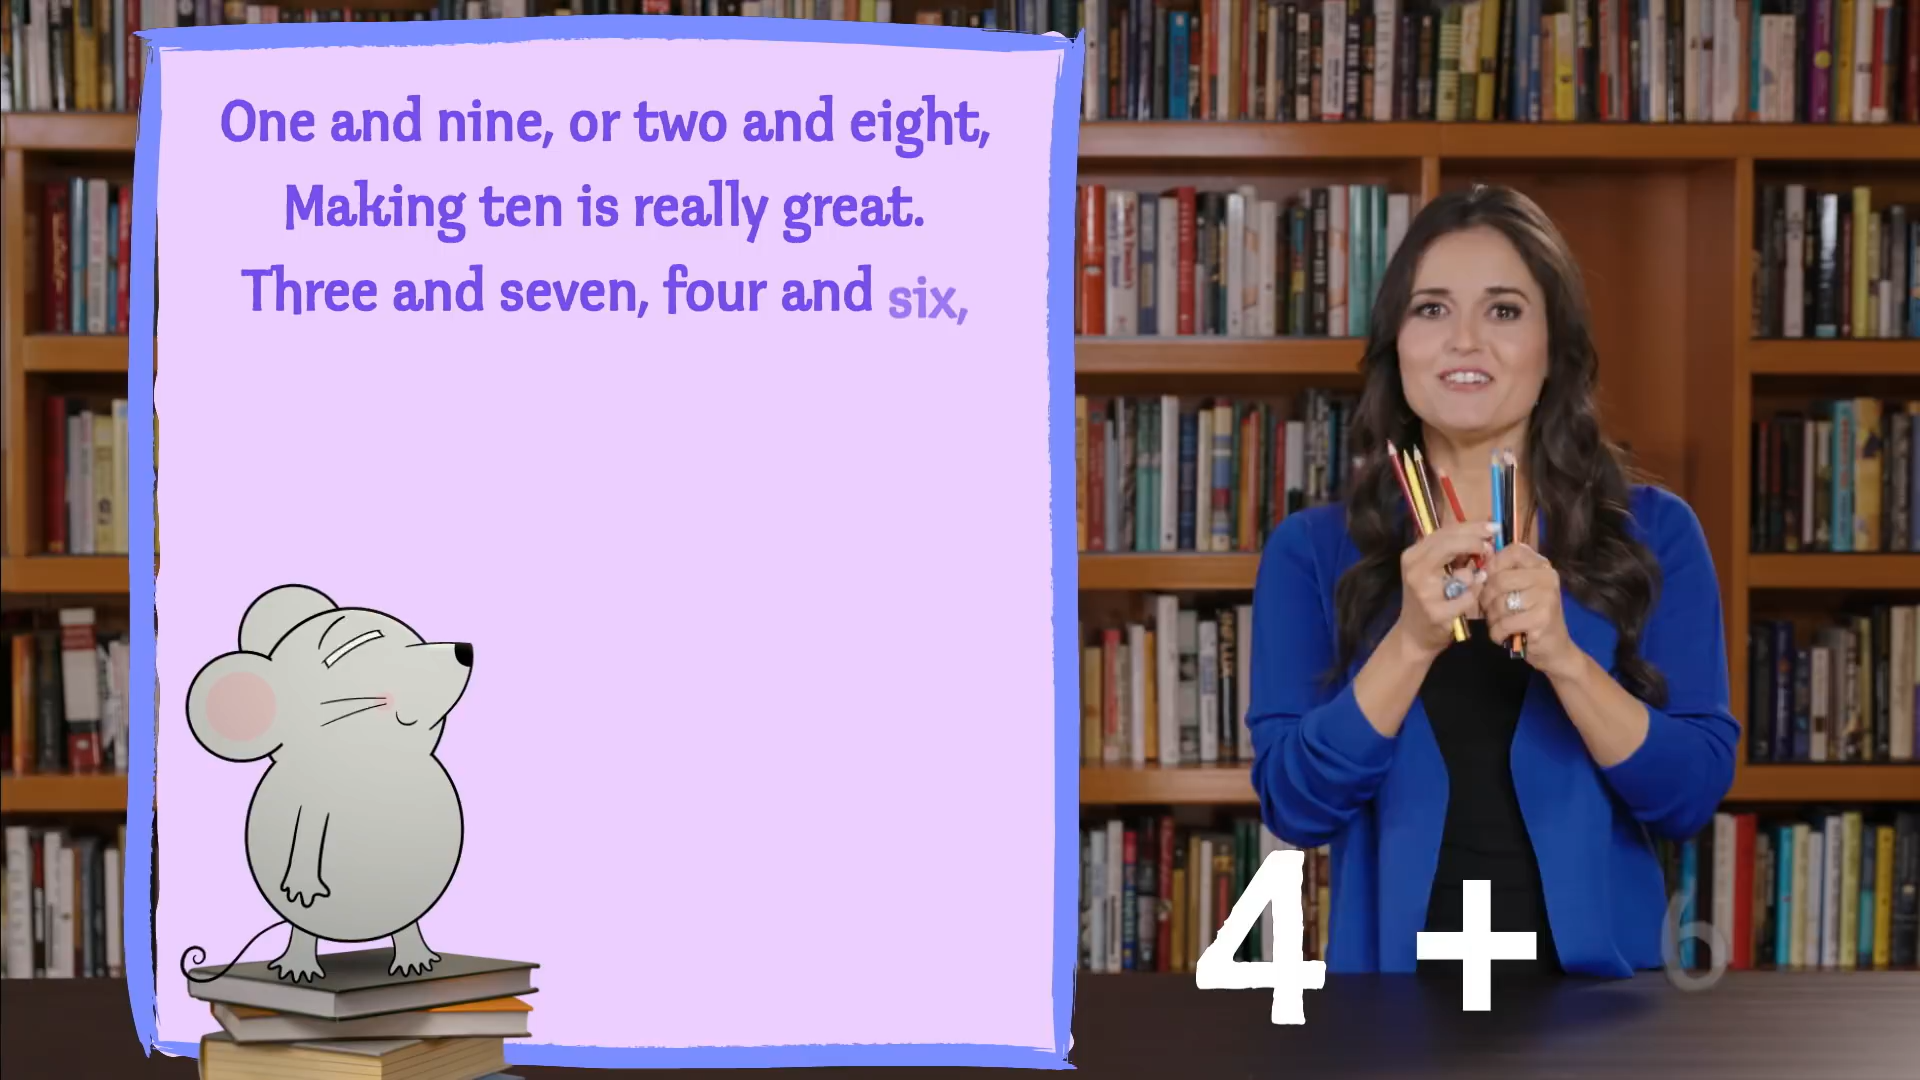 One and nine, or two and eight,
Making ten is really great.
Three and seven, four and six,
4 + 6